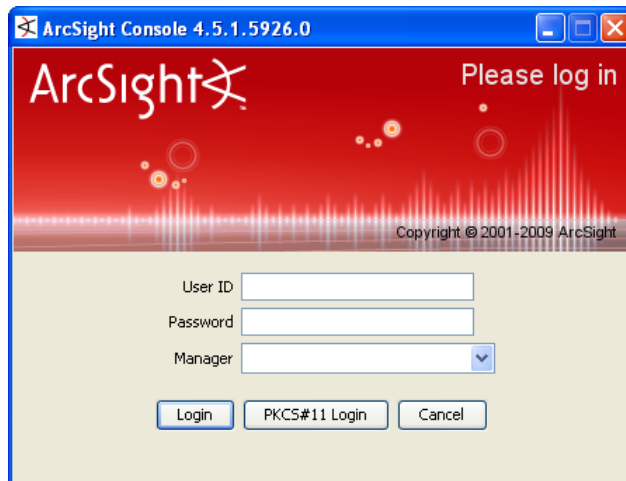 ArcSight Console 4.5.1.5926.0
ArcSight
Please log in
Copyright © 2001-2009 ArcSight
User ID
Password
Manager
Login PKCS#11 Login Cancel